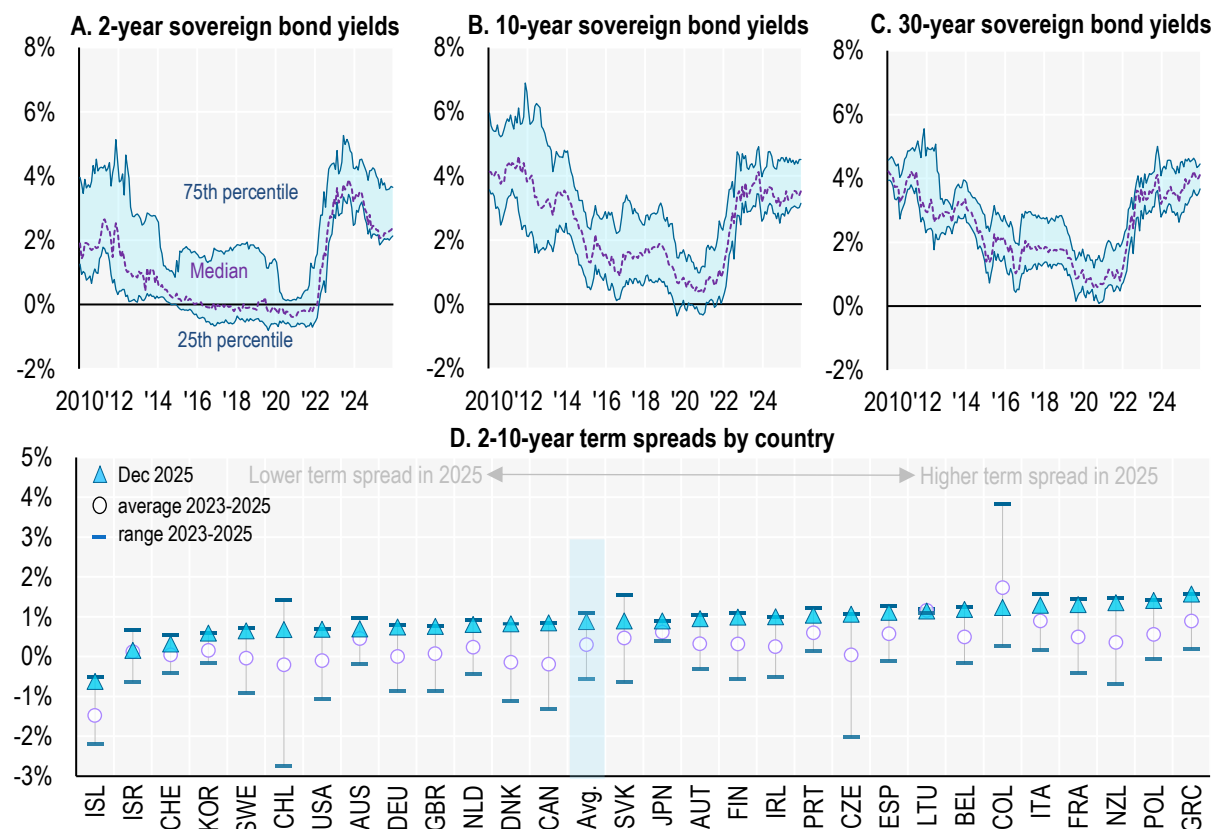 A. 2-year sovereign bond yields
8%
6%
4%
2%
0%
-2%
75th percentile
Median
25th percentile
2010 '12 '14 '16 '18 '20 '22 '24
B. 10-year sovereign bond yields
8%
6%
4%
2%
0%
-2%
2010 '12 '14 '16 '18 '20 '22 '24
C. 30-year sovereign bond yields
8%
6%
4%
2%
0%
-2%
2010 '12 '14 '16 '18 '20 '22 '24
D. 2-10-year term spreads by country
5%
4%
3%
2%
1%
0%
-1%
-2%
-3%
Dec 2025
average 2023-2025
range 2023-2025
Lower term spread in 2025
Higher term spread in 2025
ISL
ISR
CHE
KOR
SWE
CHL
USA
AUS
DEU
GBR
NLD
DNK
CAN
Avg.
SVK
JPN
AUT
FIN
IRL
PRT
CZE
ESP
LTU
BEL
COL
ITA
FRA
NZL
POL
GRC